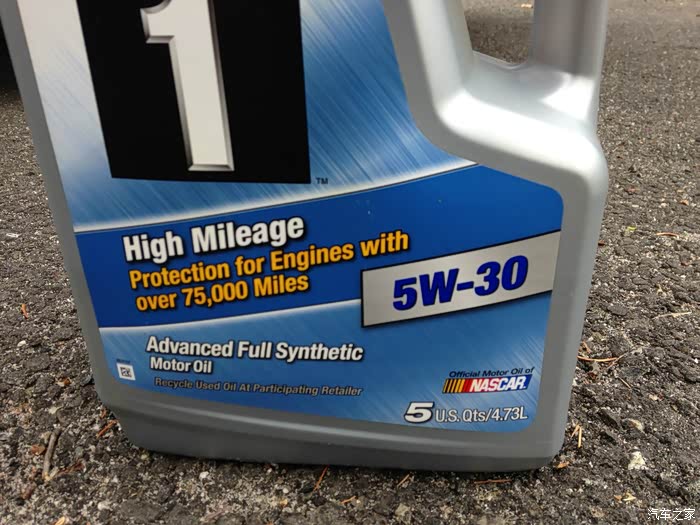 1
TM
High Mileage
Protection for Engines with
over 75,000 Miles
5W-30
Advanced Full Synthetic
Motor Oil
Recycle Used Oil At Participating Retailer
Official Motor Oil of
NASCAR
5 U.S. Qts/4.73L
汽车之家